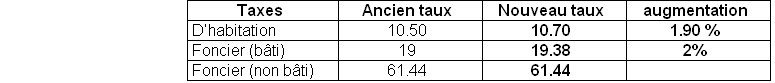 Taxes Ancien taux Nouveau taux augmentation
D'habitation 10.50 10.70 1.90 %
Foncier (bâti) 19 19.38 2%
Foncier (non bâti) 61.44 61.44